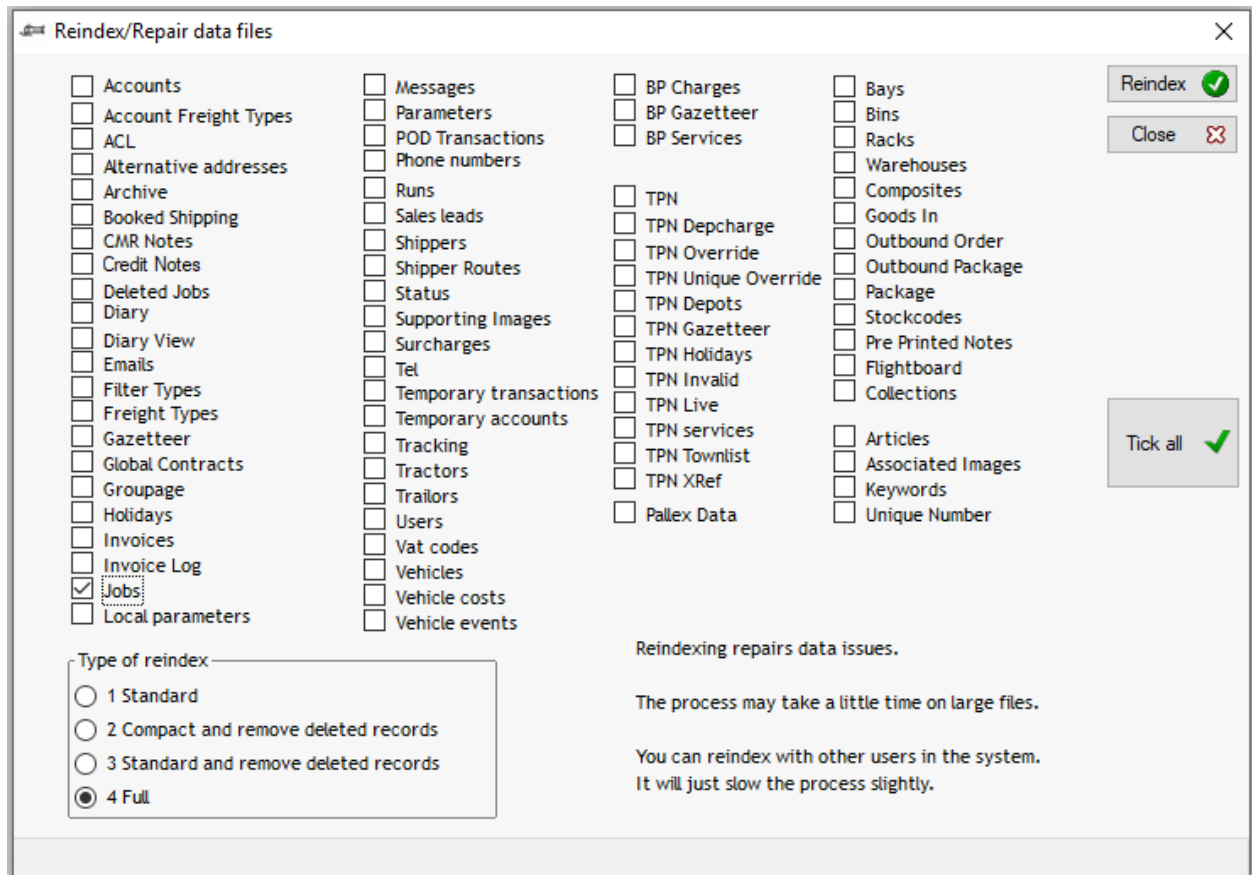 Reindex/Repair data files
Accounts
Account Freight Types
ACL
Alternative addresses
Archive
Booked Shipping
CMR Notes
Credit Notes
Deleted Jobs
Diary
Diary View
Emails
Filter Types
Freight Types
Gazetteer
Global Contracts
Groupage
Holidays
Invoices
Invoice Log
Jobs
Local parameters
Messages
Parameters
POD Transactions
Phone numbers
Runs
Sales leads
Shippers
Shipper Routes
Status
Supporting Images
Surcharges
Tel
Temporary transactions
Temporary accounts
Tracking
Tractors
Trailors
Users
Vat codes
Vehicles
Vehicle costs
Vehicle events
BP Charges
BP Gazetteer
BP Services
TPN
TPN Depcharge
TPN Override
TPN Unique Override
TPN Depots
TPN Gazetteer
TPN Holidays
TPN Invalid
TPN Live
TPN services
TPN Townlist
TPN XRef
Pallex Data
Bays
Bins
Racks
Warehouses
Composites
Goods In
Outbound Order
Outbound Package
Package
Stockcodes
Pre Printed Notes
Flightboard
Collections
Articles
Associated Images
Keywords
Unique Number
Reindex
Close
Tick all
Type of reindex
1 Standard
2 Compact and remove deleted records
3 Standard and remove deleted records
4 Full
Reindexing repairs data issues.
The process may take a little time on large files.
You can reindex with other users in the system.
It will just slow the process slightly.